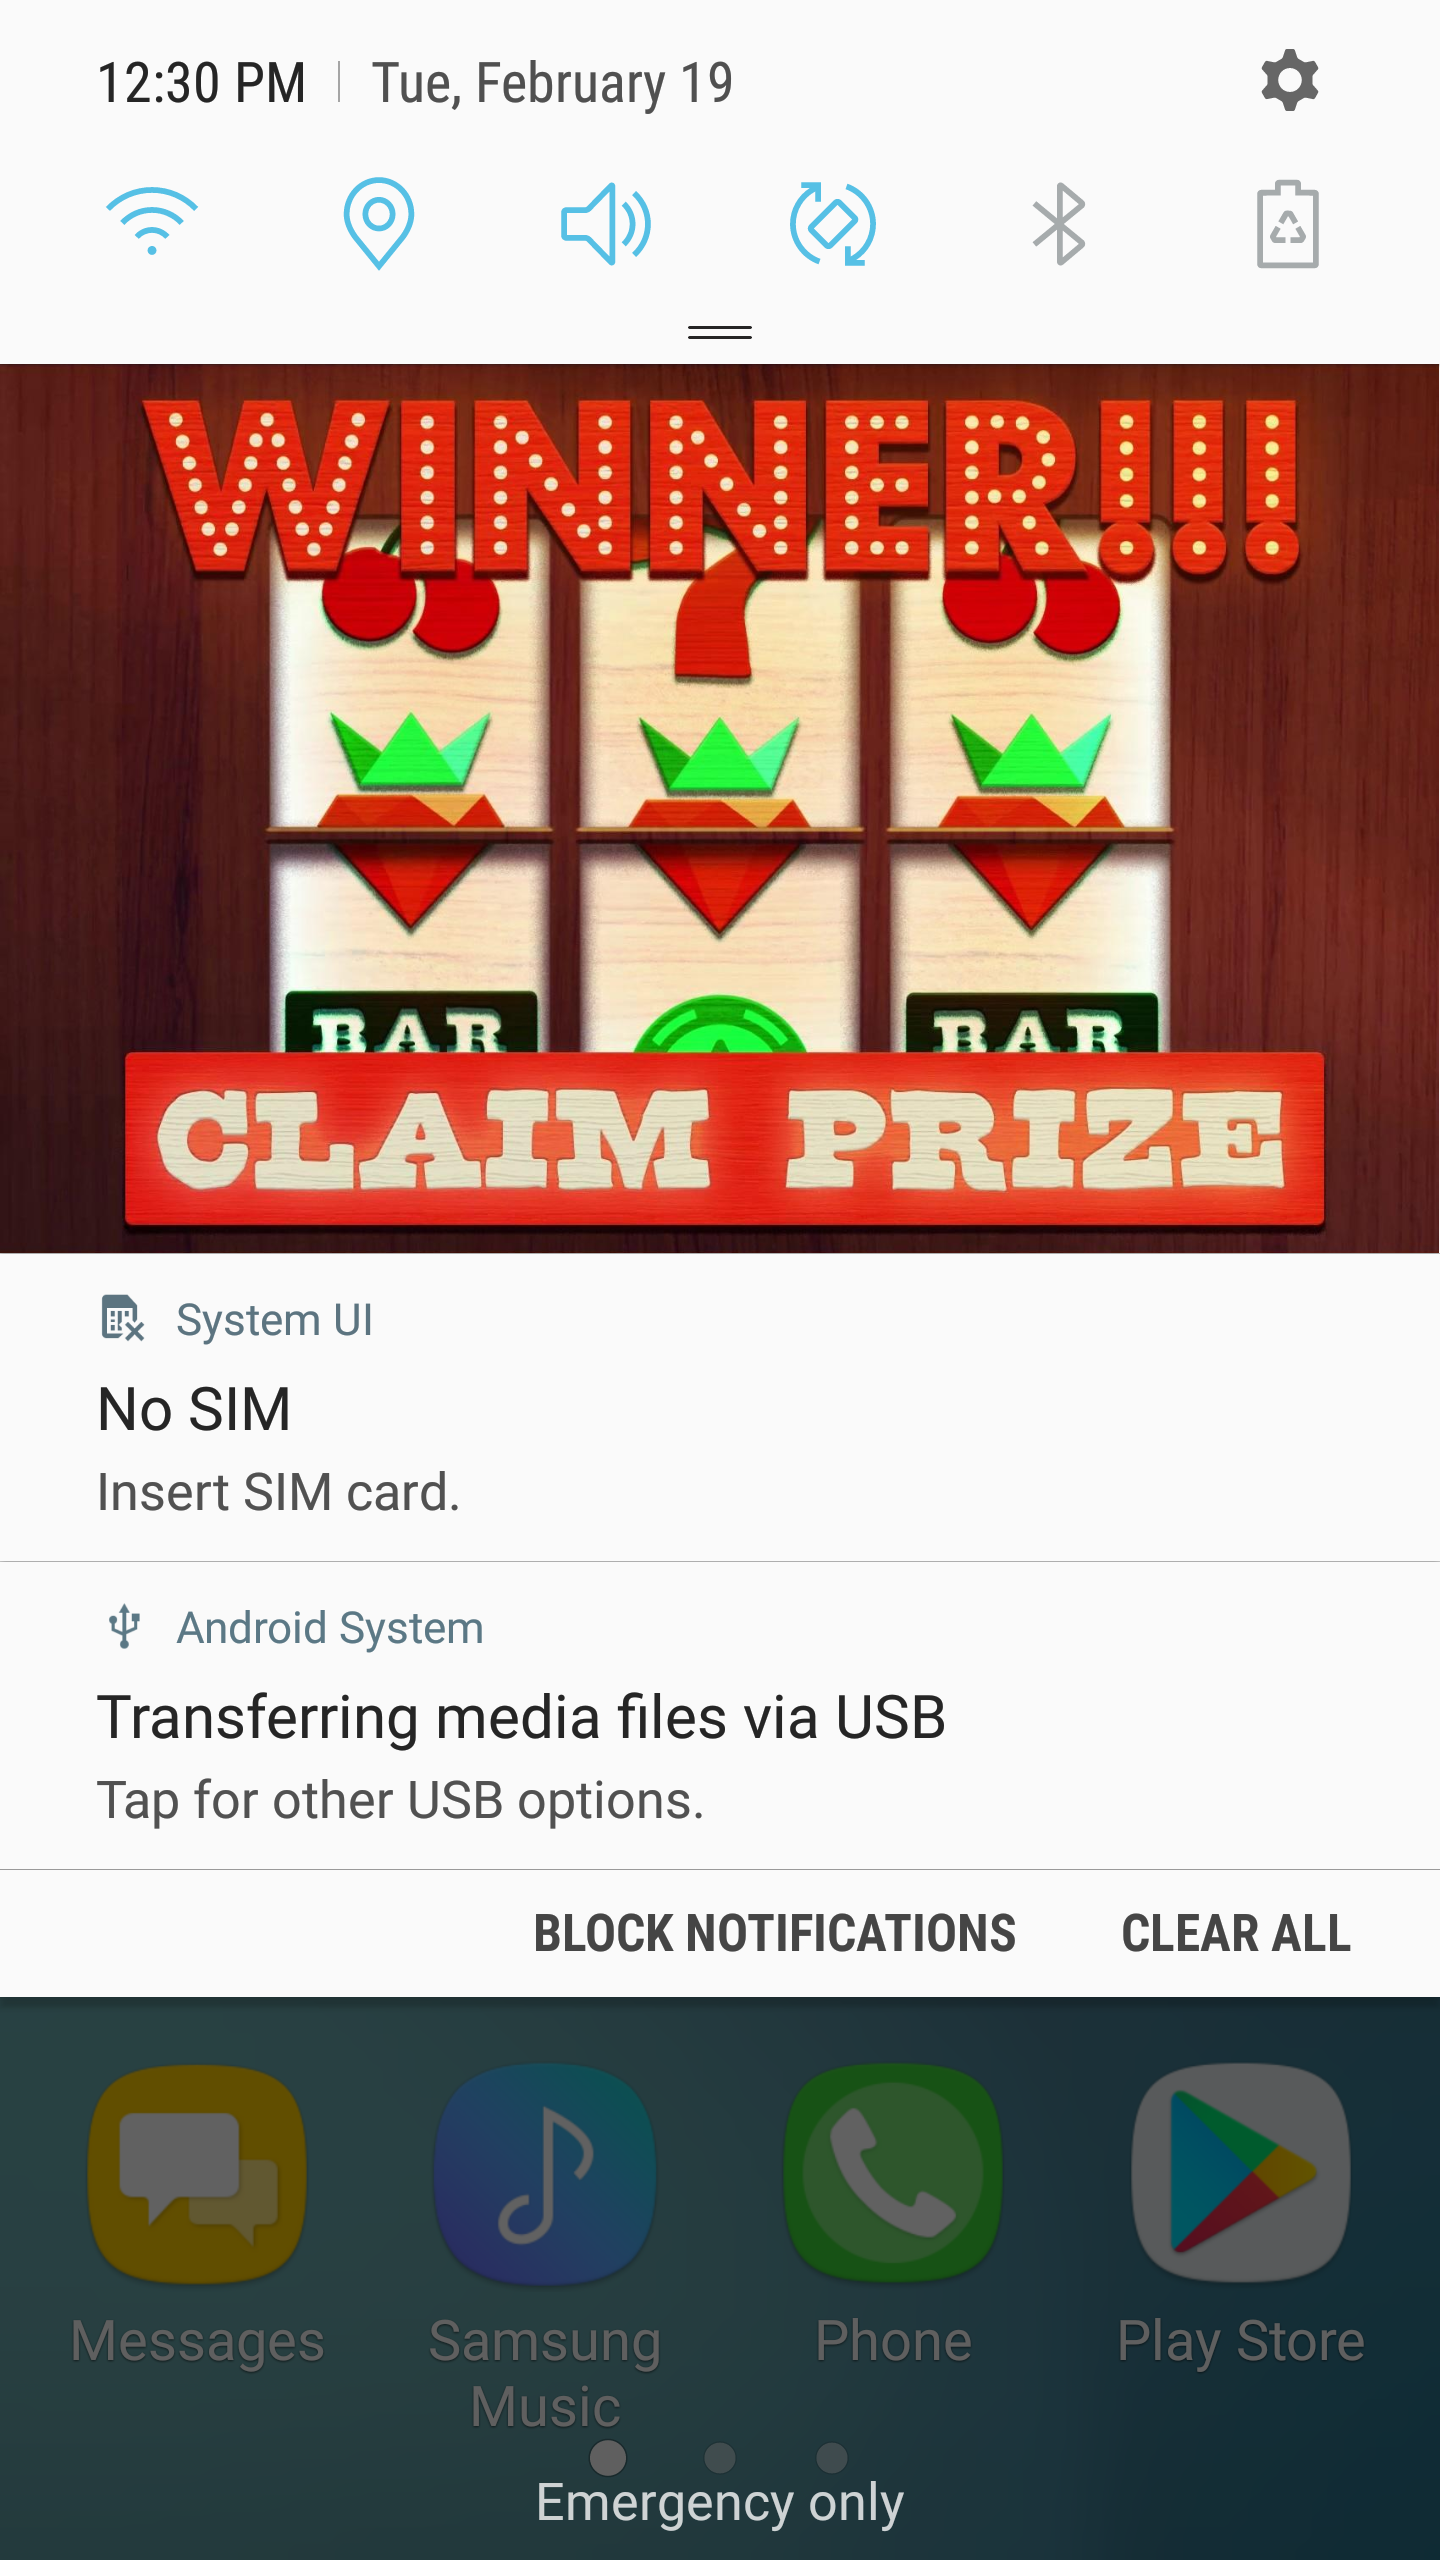 12:30 PM | Tue, February 19
WINNER!!!
BAR BAR
CLAIM PRIZE
System UI
No SIM
Insert SIM card.
Android System
Transferring media files via USB
Tap for other USB options.
BLOCK NOTIFICATIONS CLEAR ALL
Messages Samsung Music Phone Play Store
Emergency only